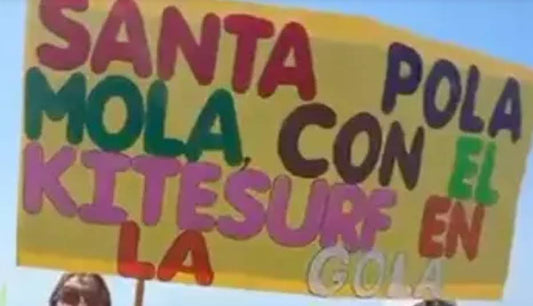 SANTA POLA
MOLA, CON EL
KITESURF EN
LA GOLA